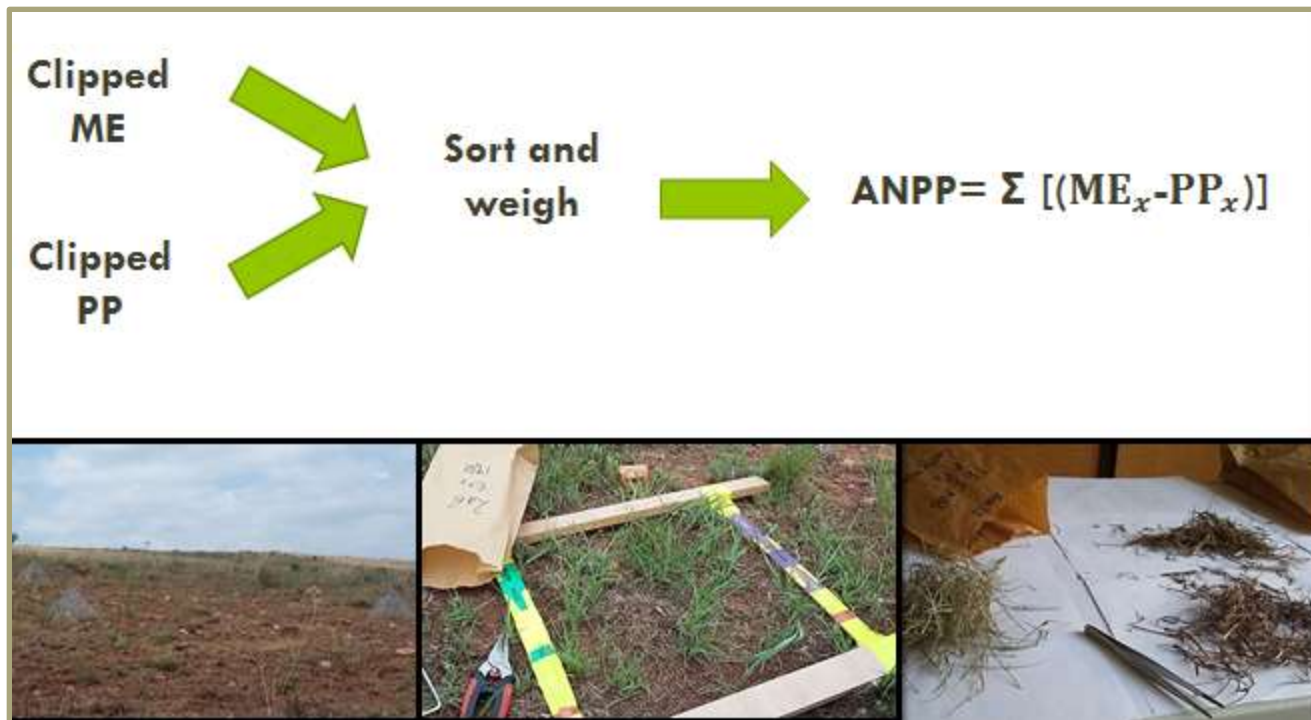 Clipped
ME
Sort and
weigh
ANPP= Σ [(MEₓ-PPₓ)]
Clipped
PP